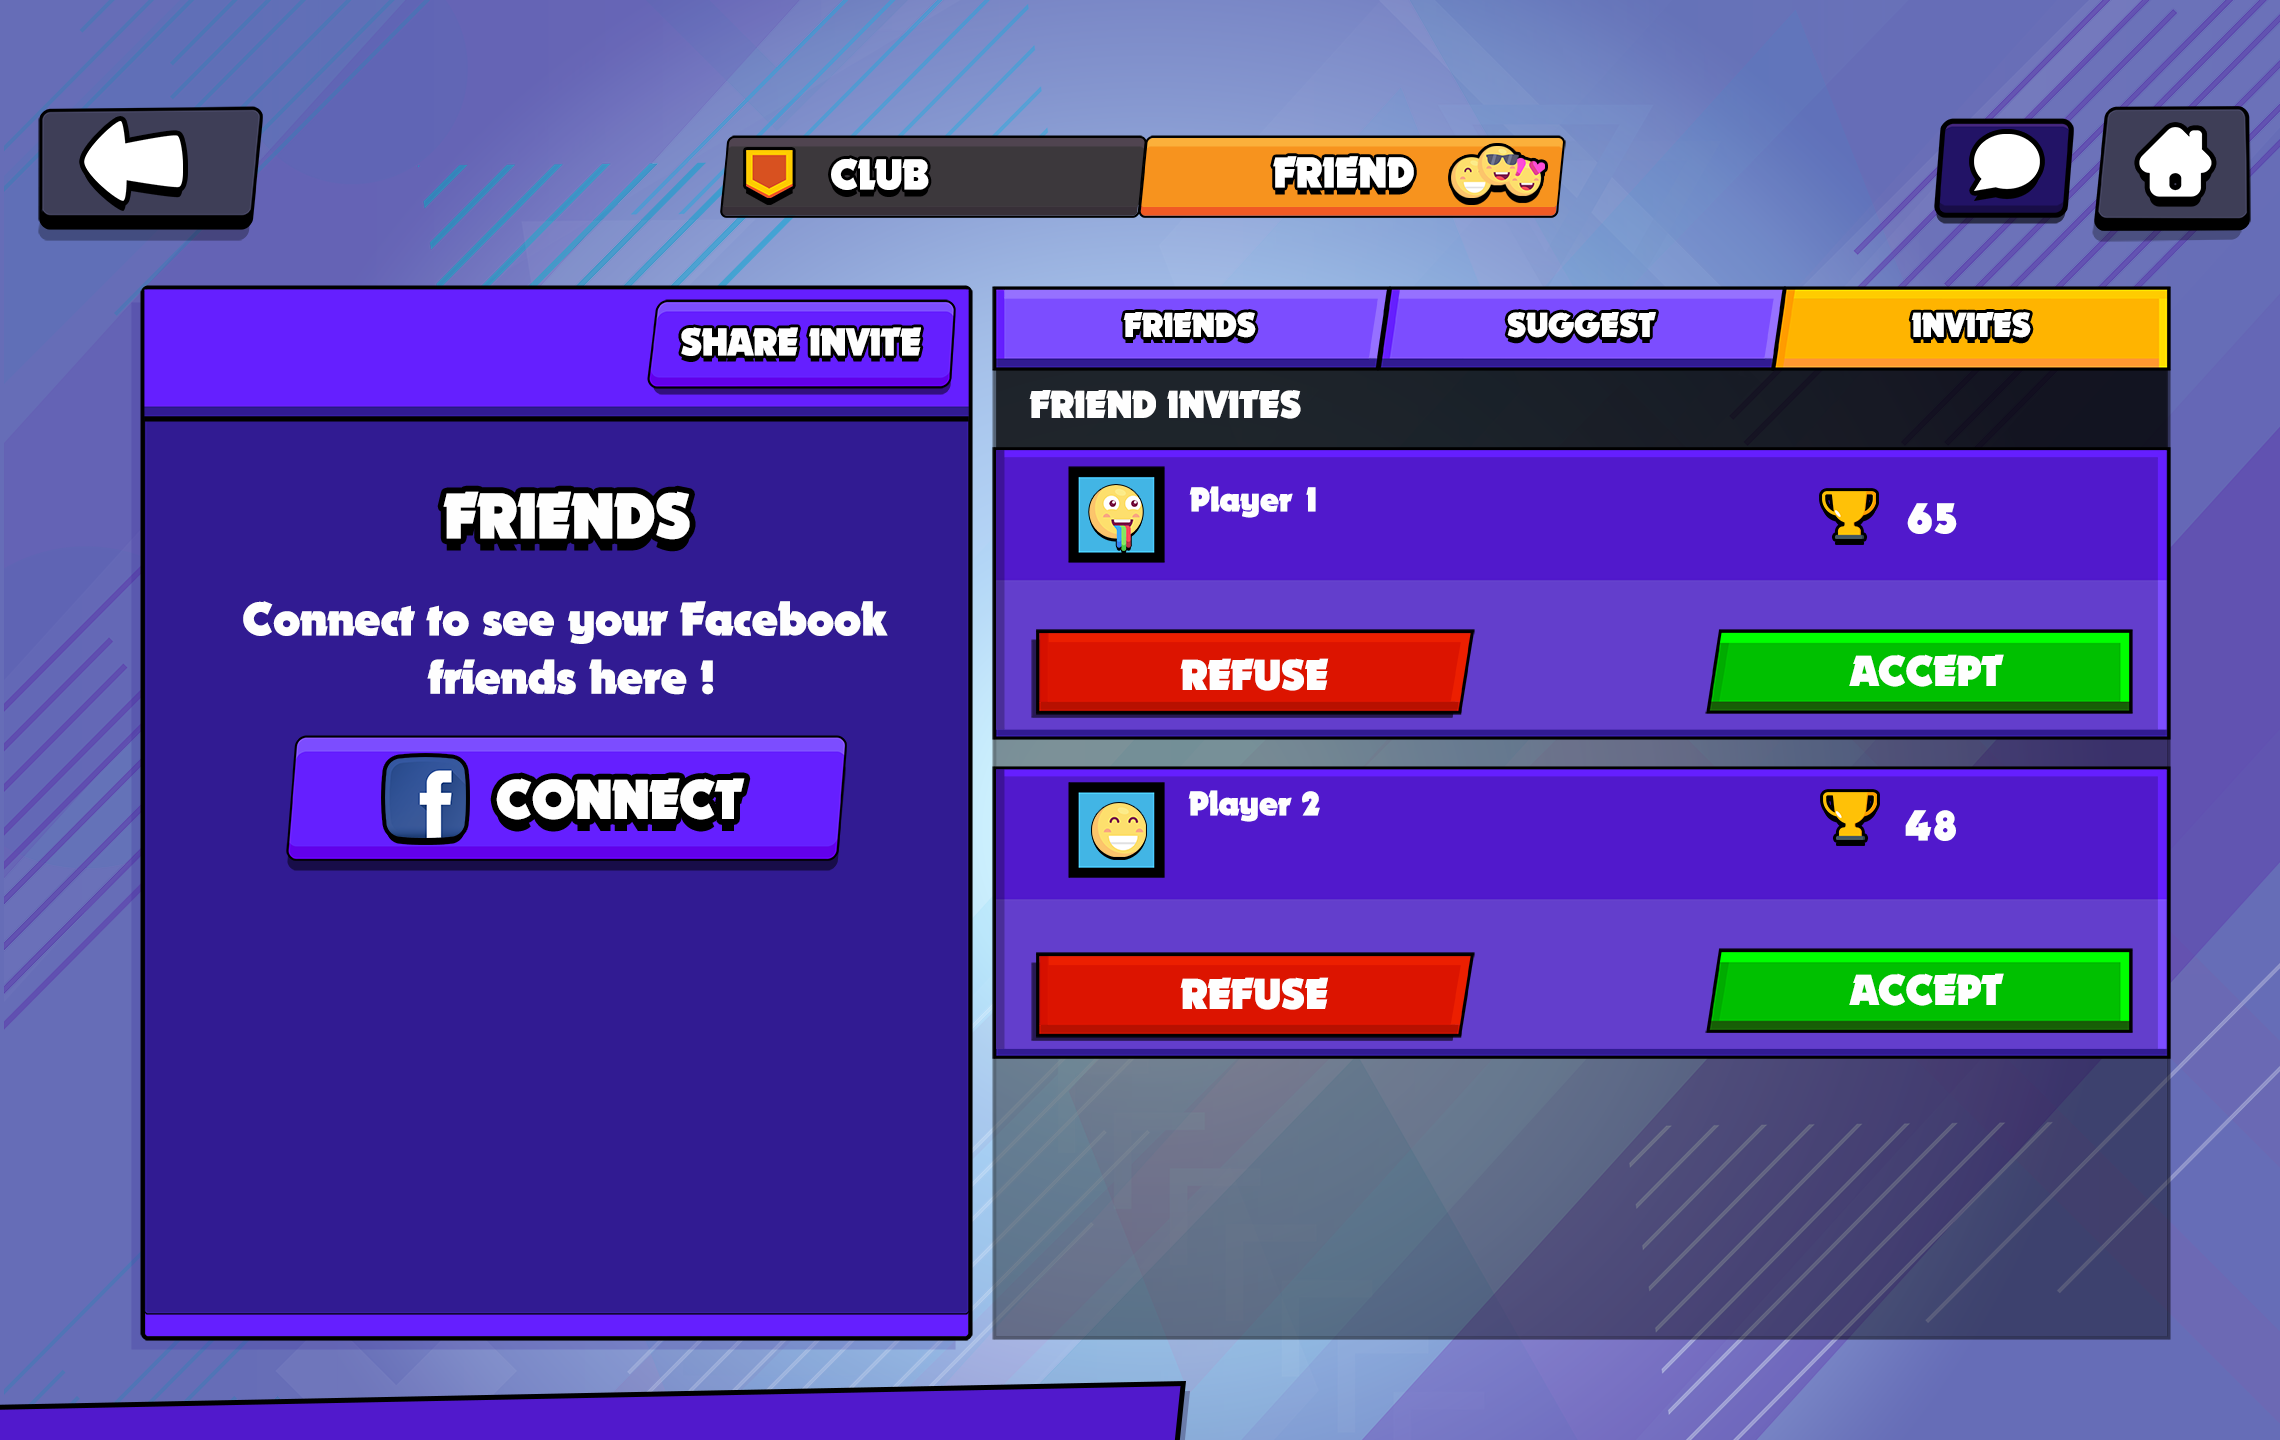 CLUB
FRIEND
SHARE INVITE
FRIENDS
Connect to see your Facebook
friends here !
f CONNECT
FRIENDS
SUGGEST
INVITES
FRIEND INVITES
Player 1
65
REFUSE
ACCEPT
Player 2
48
REFUSE
ACCEPT